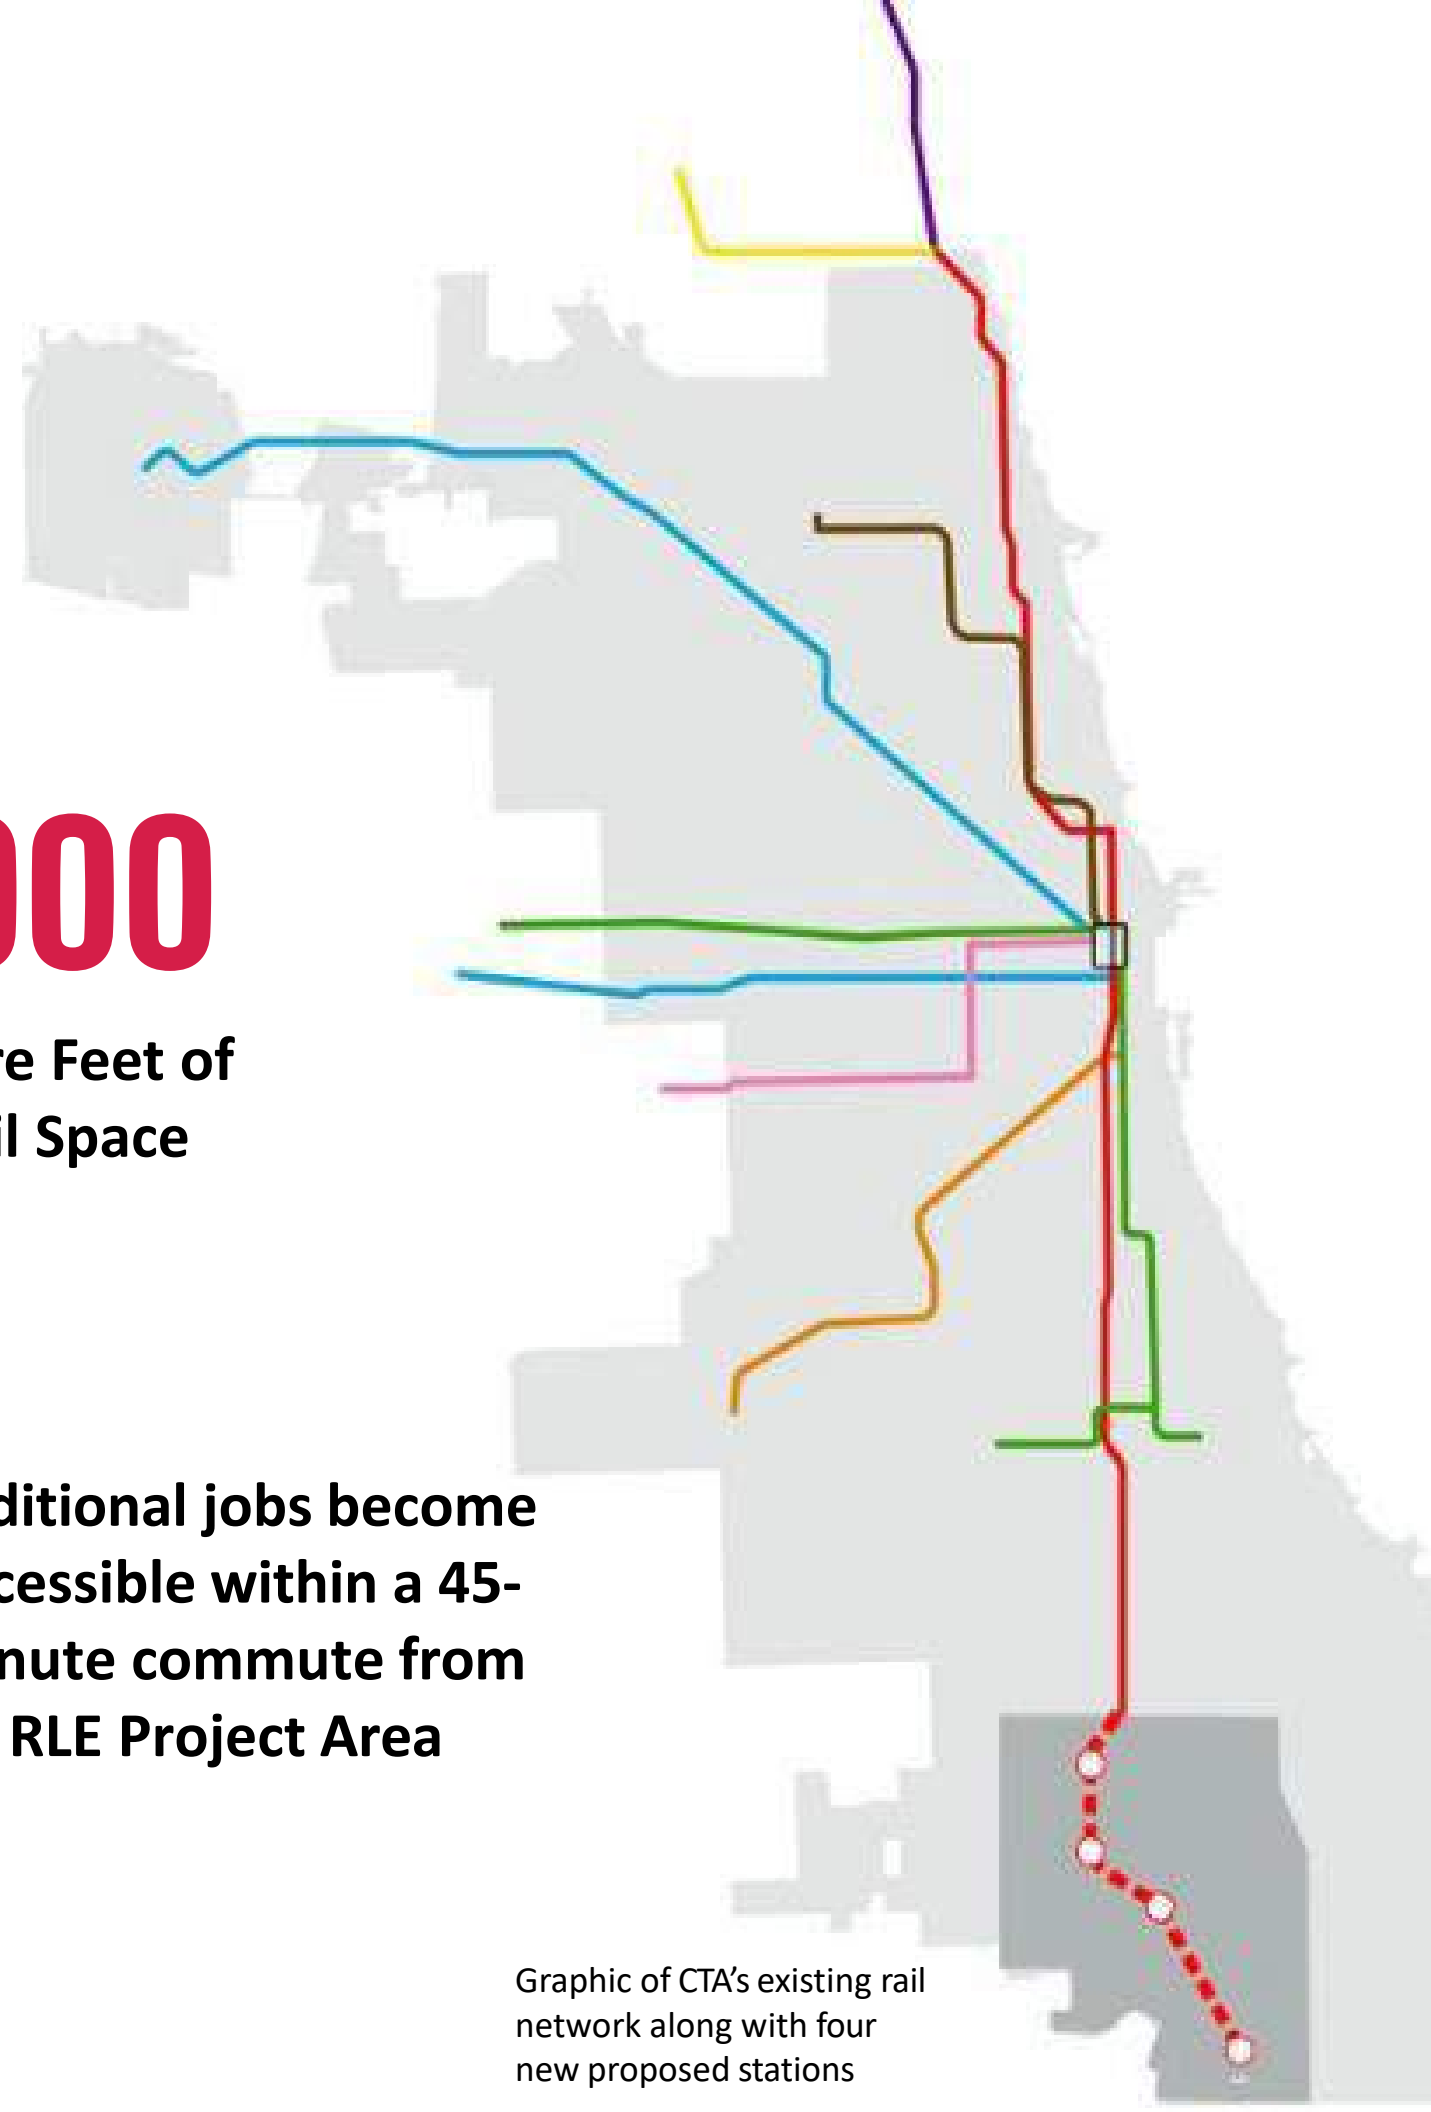 000
re Feet of
il Space
ditional jobs become
cessible within a 45-
nute commute from
RLE Project Area
Graphic of CTA’s existing rail
network along with four
new proposed stations